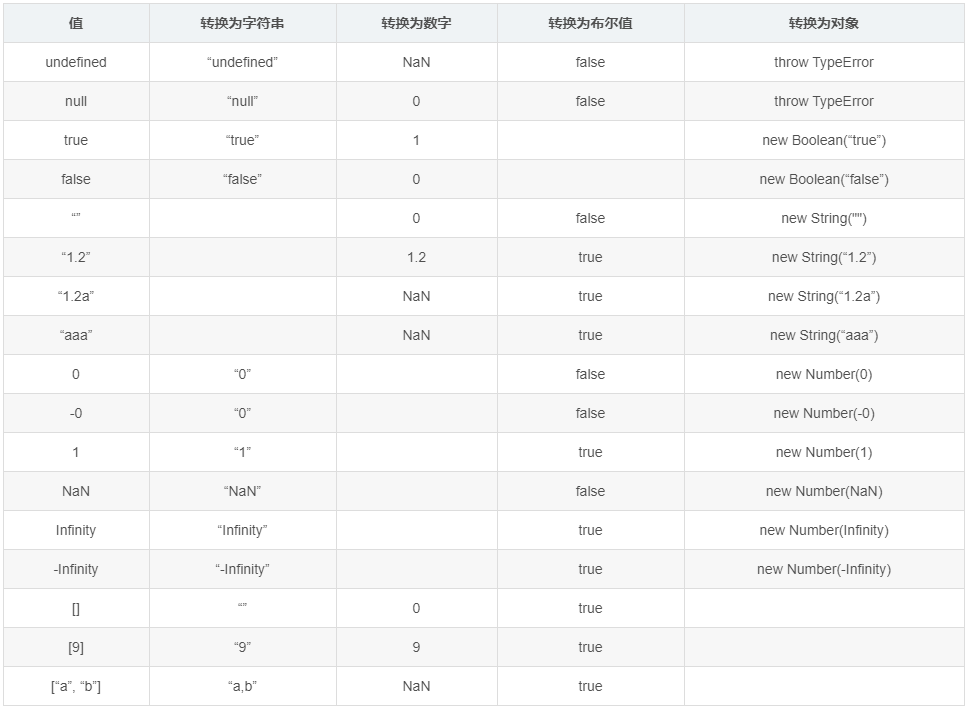 值 转换为字符串 转换为数字 转换为布尔值 转换为对象
undefined “undefined” NaN false throw TypeError
null “null” 0 false throw TypeError
true “true” 1 new Boolean(“true”)
false “false” 0 new Boolean(“false”)
“” 0 false new String("")
“1.2” 1.2 true new String(“1.2”)
“1.2a” NaN true new String(“1.2a”)
“aaa” NaN true new String(“aaa”)
0 “0” false new Number(0)
-0 “0” false new Number(-0)
1 “1” true new Number(1)
NaN “NaN” false new Number(NaN)
Infinity “Infinity” true new Number(Infinity)
-Infinity “-Infinity” true new Number(-Infinity)
[] “” 0 true
[9] “9” 9 true
[“a”, “b”] “a,b” NaN true